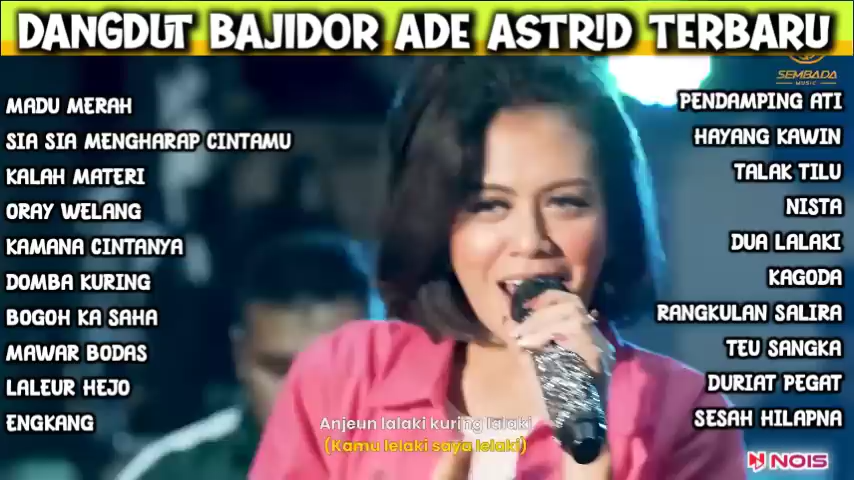 DANGDUT BAJIDOR ADE ASTRID TERBARU
SEMBADA
MUSIC
MADU MERAH
SIA SIA MENGHARAP CINTAMU
KALAH MATERI
ORAY WELANG
KAMANA CINTANYA
DOMBA KURING
BOGOH KA SAHA
MAWAR BODAS
LALEUR HEJO
ENGKANG
PENDAMPING ATI
HAYANG KAWIN
TALAK TILU
NISTA
DUA LALAKI
KAGODA
RANGKULAN SALIRA
TEU SANGKA
DURIAT PEGAT
SESAH HILAPNA
Anjeun lalaki kuring lalaki
(Kamu lelaki saya lelaki)
NOIS